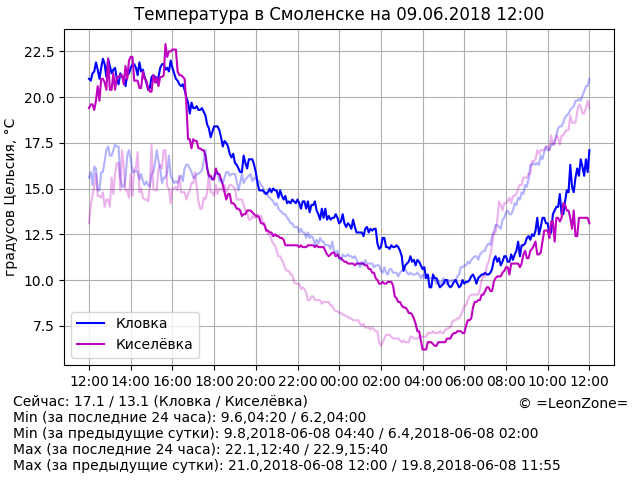 Температура в Смоленске на 09.06.2018 12:00
градусов Цельсия, °C
22.5
20.0
17.5
15.0
12.5
10.0
7.5
Кловка
Киселёвка
12:00 14:00 16:00 18:00 20:00 22:00 00:00 02:00 04:00 06:00 08:00 10:00 12:00
Сейчас: 17.1 / 13.1 (Кловка / Киселёвка)
© =LeonZone=
Min (за последние 24 часа): 9.6,04:20 / 6.2,04:00
Min (за предыдущие сутки): 9.8,2018-06-08 04:40 / 6.4,2018-06-08 02:00
Max (за последние 24 часа): 22.1,12:40 / 22.9,15:40
Max (за предыдущие сутки): 21.0,2018-06-08 12:00 / 19.8,2018-06-08 11:55